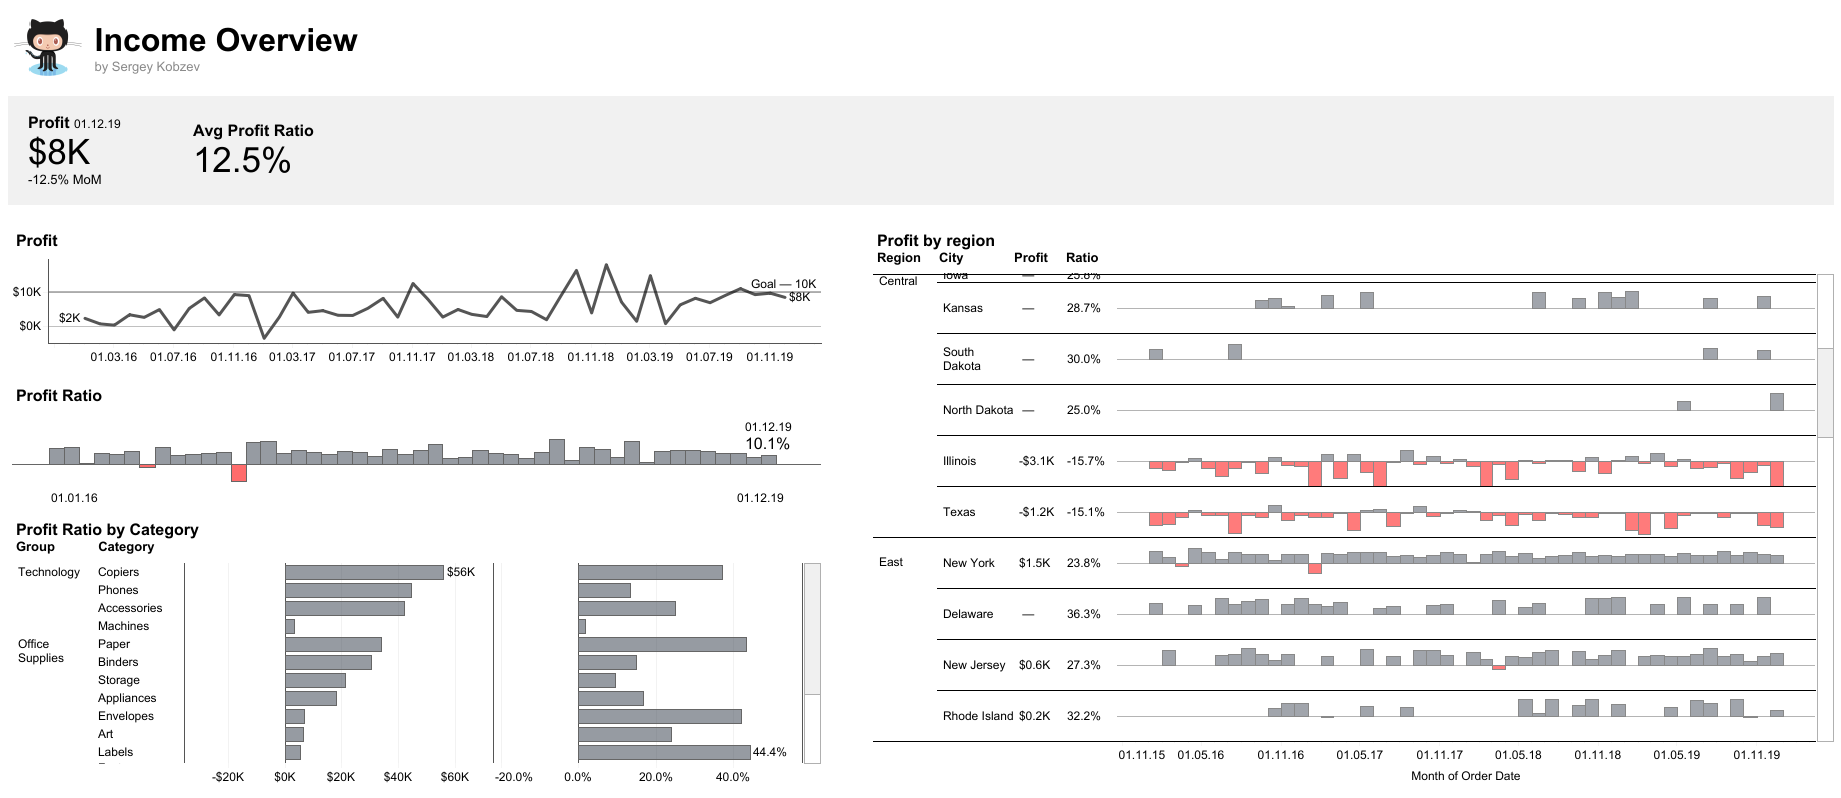 Income Overview
by Sergey Kobzev
Profit 01.12.19
$8K
-12.5% MoM
Avg Profit Ratio
12.5%
Profit
Goal — 10K
$10K
$8K
$2K
$0K
01.03.16 01.07.16 01.11.16 01.03.17 01.07.17 01.11.17 01.03.18 01.07.18 01.11.18 01.03.19 01.07.19 01.11.19
Profit Ratio
01.12.19
10.1%
01.01.16 01.12.19
Profit Ratio by Category
Group Category
Technology Copiers $56K
Phones
Accessories
Machines
Office Supplies Paper
Binders
Storage
Appliances
Envelopes
Art
Labels 44.4%
-$20K $0K $20K $40K $60K -20.0% 0.0% 20.0% 40.0%
Profit by region
Region City Profit Ratio
Central Iowa — 25.8%
Kansas — 28.7%
South Dakota — 30.0%
North Dakota — 25.0%
Illinois -$3.1K -15.7%
Texas -$1.2K -15.1%
East New York $1.5K 23.8%
Delaware — 36.3%
New Jersey $0.6K 27.3%
Rhode Island $0.2K 32.2%
01.11.15 01.05.16 01.11.16 01.05.17 01.11.17 01.05.18 01.11.18 01.05.19 01.11.19
Month of Order Date